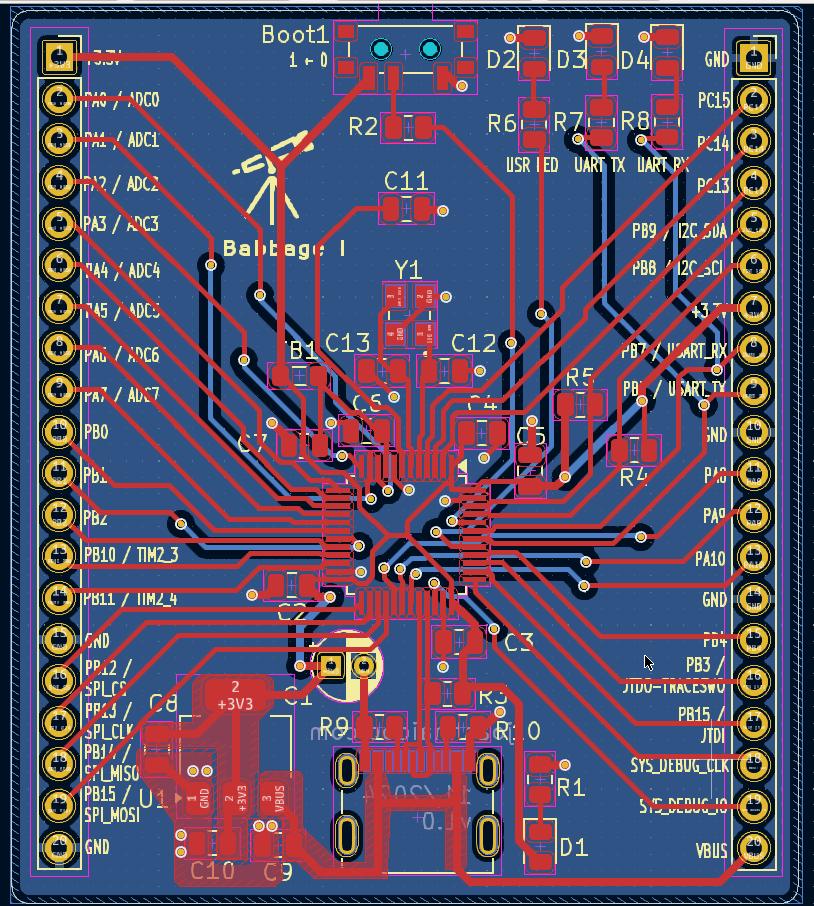 Boot1
1 ← 0
D2
D3
D4
R2
R6
R7
R8
USR LED
UART TX
UART RX
C11
Babbage I
Y1
C13
C12
R5
C4
C5
R4
C2
C3
C1
R9
R10
C8
U1
2
+3V3
1
GND
2
+3V3
3
VBUS
C10
C9
R1
D1
v1.0
+3.3V
PA0 / ADC0
PA1 / ADC1
PA2 / ADC2
PA3 / ADC3
PA4 / ADC4
PA5 / ADC5
PA6 / ADC6
PA7 / ADC7
PB0
PB1
PB2
PB10 / TIM2_3
PB11 / TIM2_4
GND
PB12 /
SPI_CS
PB13 /
SPI_CLK
SPI_MISO
PB15 /
SPI_MOSI
GND
GND
PC15
PC14
PC13
PB9 / I2C_SDA
PB8 / I2C_SCL
+3.3V
PB7 / USART_RX
PB6 / USART_TX
GND
PA8
PA9
PA10
GND
PB4
PB3 /
JTDO-TRACESWO
PB15 /
JTDI
SYS_DEBUG_CLK
SYS_DEBUG_IO
VBUS